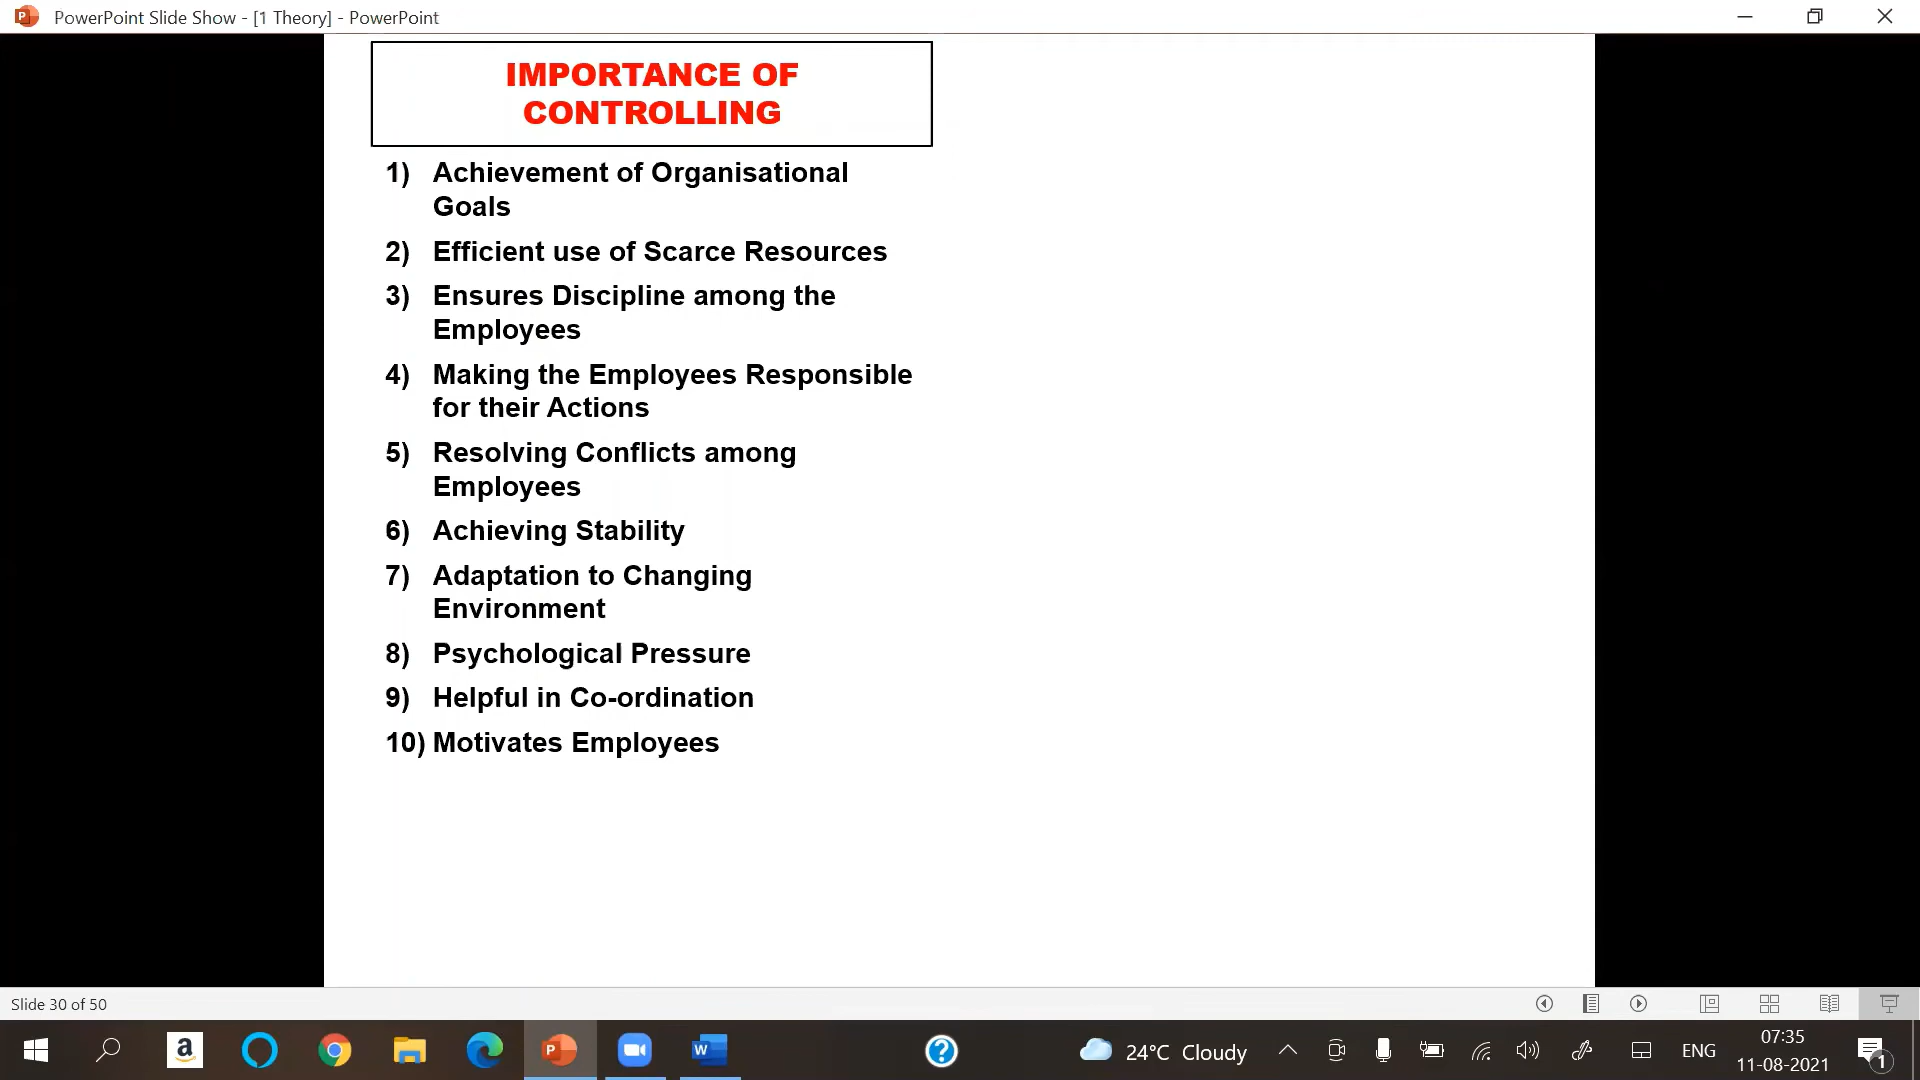 PowerPoint Slide Show - [1 Theory] - PowerPoint
IMPORTANCE OF
CONTROLLING
1) Achievement of Organisational
Goals
2) Efficient use of Scarce Resources
3) Ensures Discipline among the
Employees
4) Making the Employees Responsible
for their Actions
5) Resolving Conflicts among
Employees
6) Achieving Stability
7) Adaptation to Changing
Environment
8) Psychological Pressure
9) Helpful in Co-ordination
10) Motivates Employees
Slide 30 of 50
24°C Cloudy
ENG
07:35
11-08-2021
1